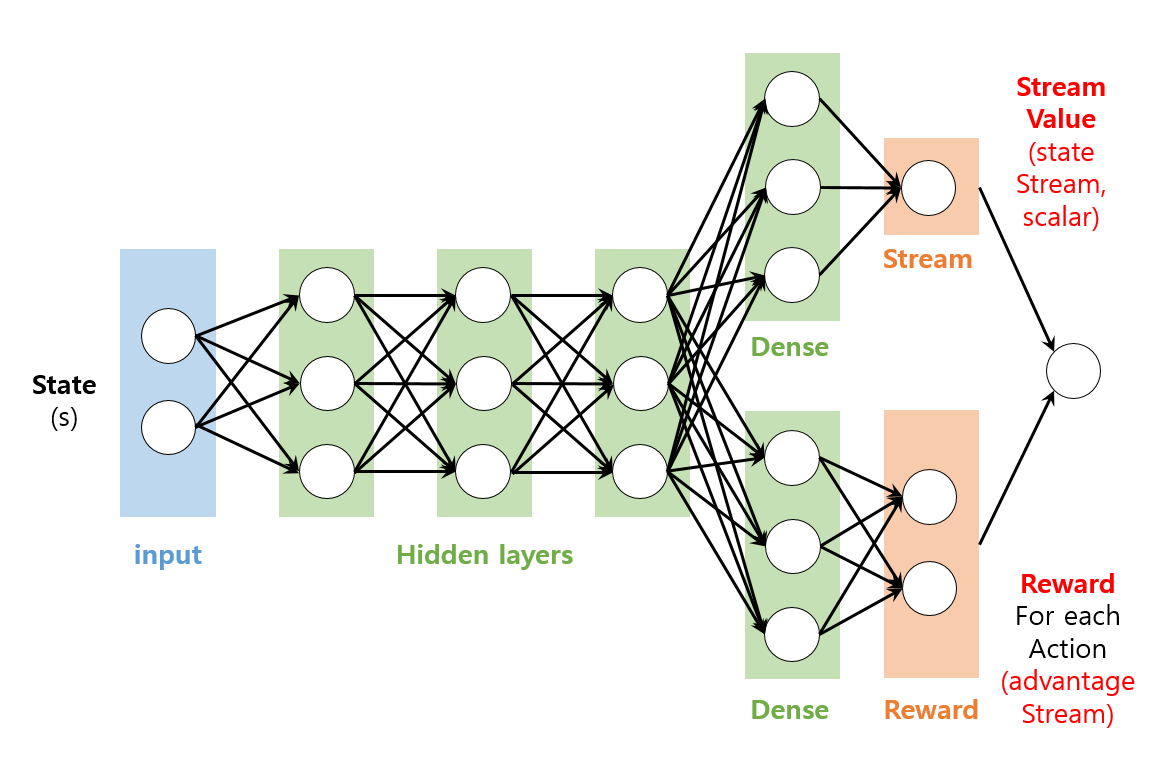 State
(s)
input
Hidden layers
Dense
Stream
Stream
Value
(state
Stream,
scalar)
Dense
Reward
Reward
For each
Action
(advantage
Stream)